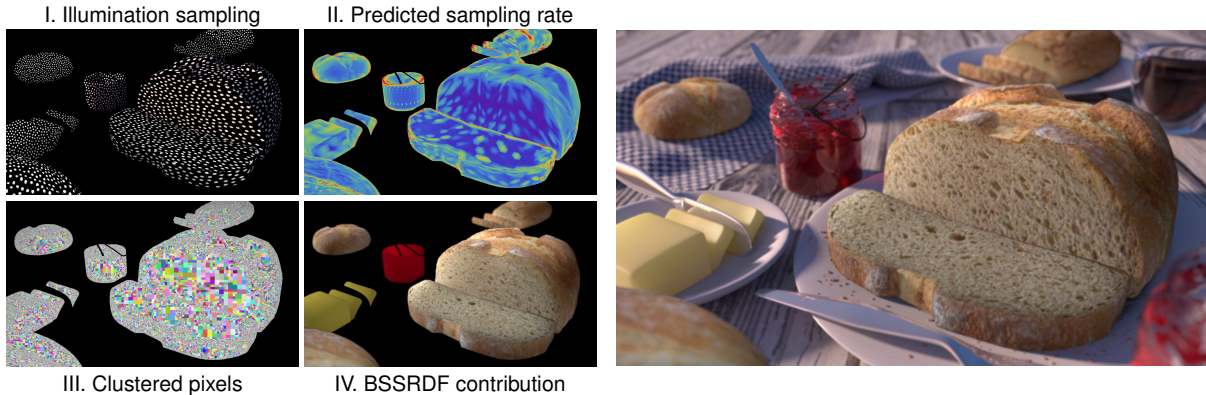 I. Illumination sampling
II. Predicted sampling rate
III. Clustered pixels
IV. BSSRDF contribution